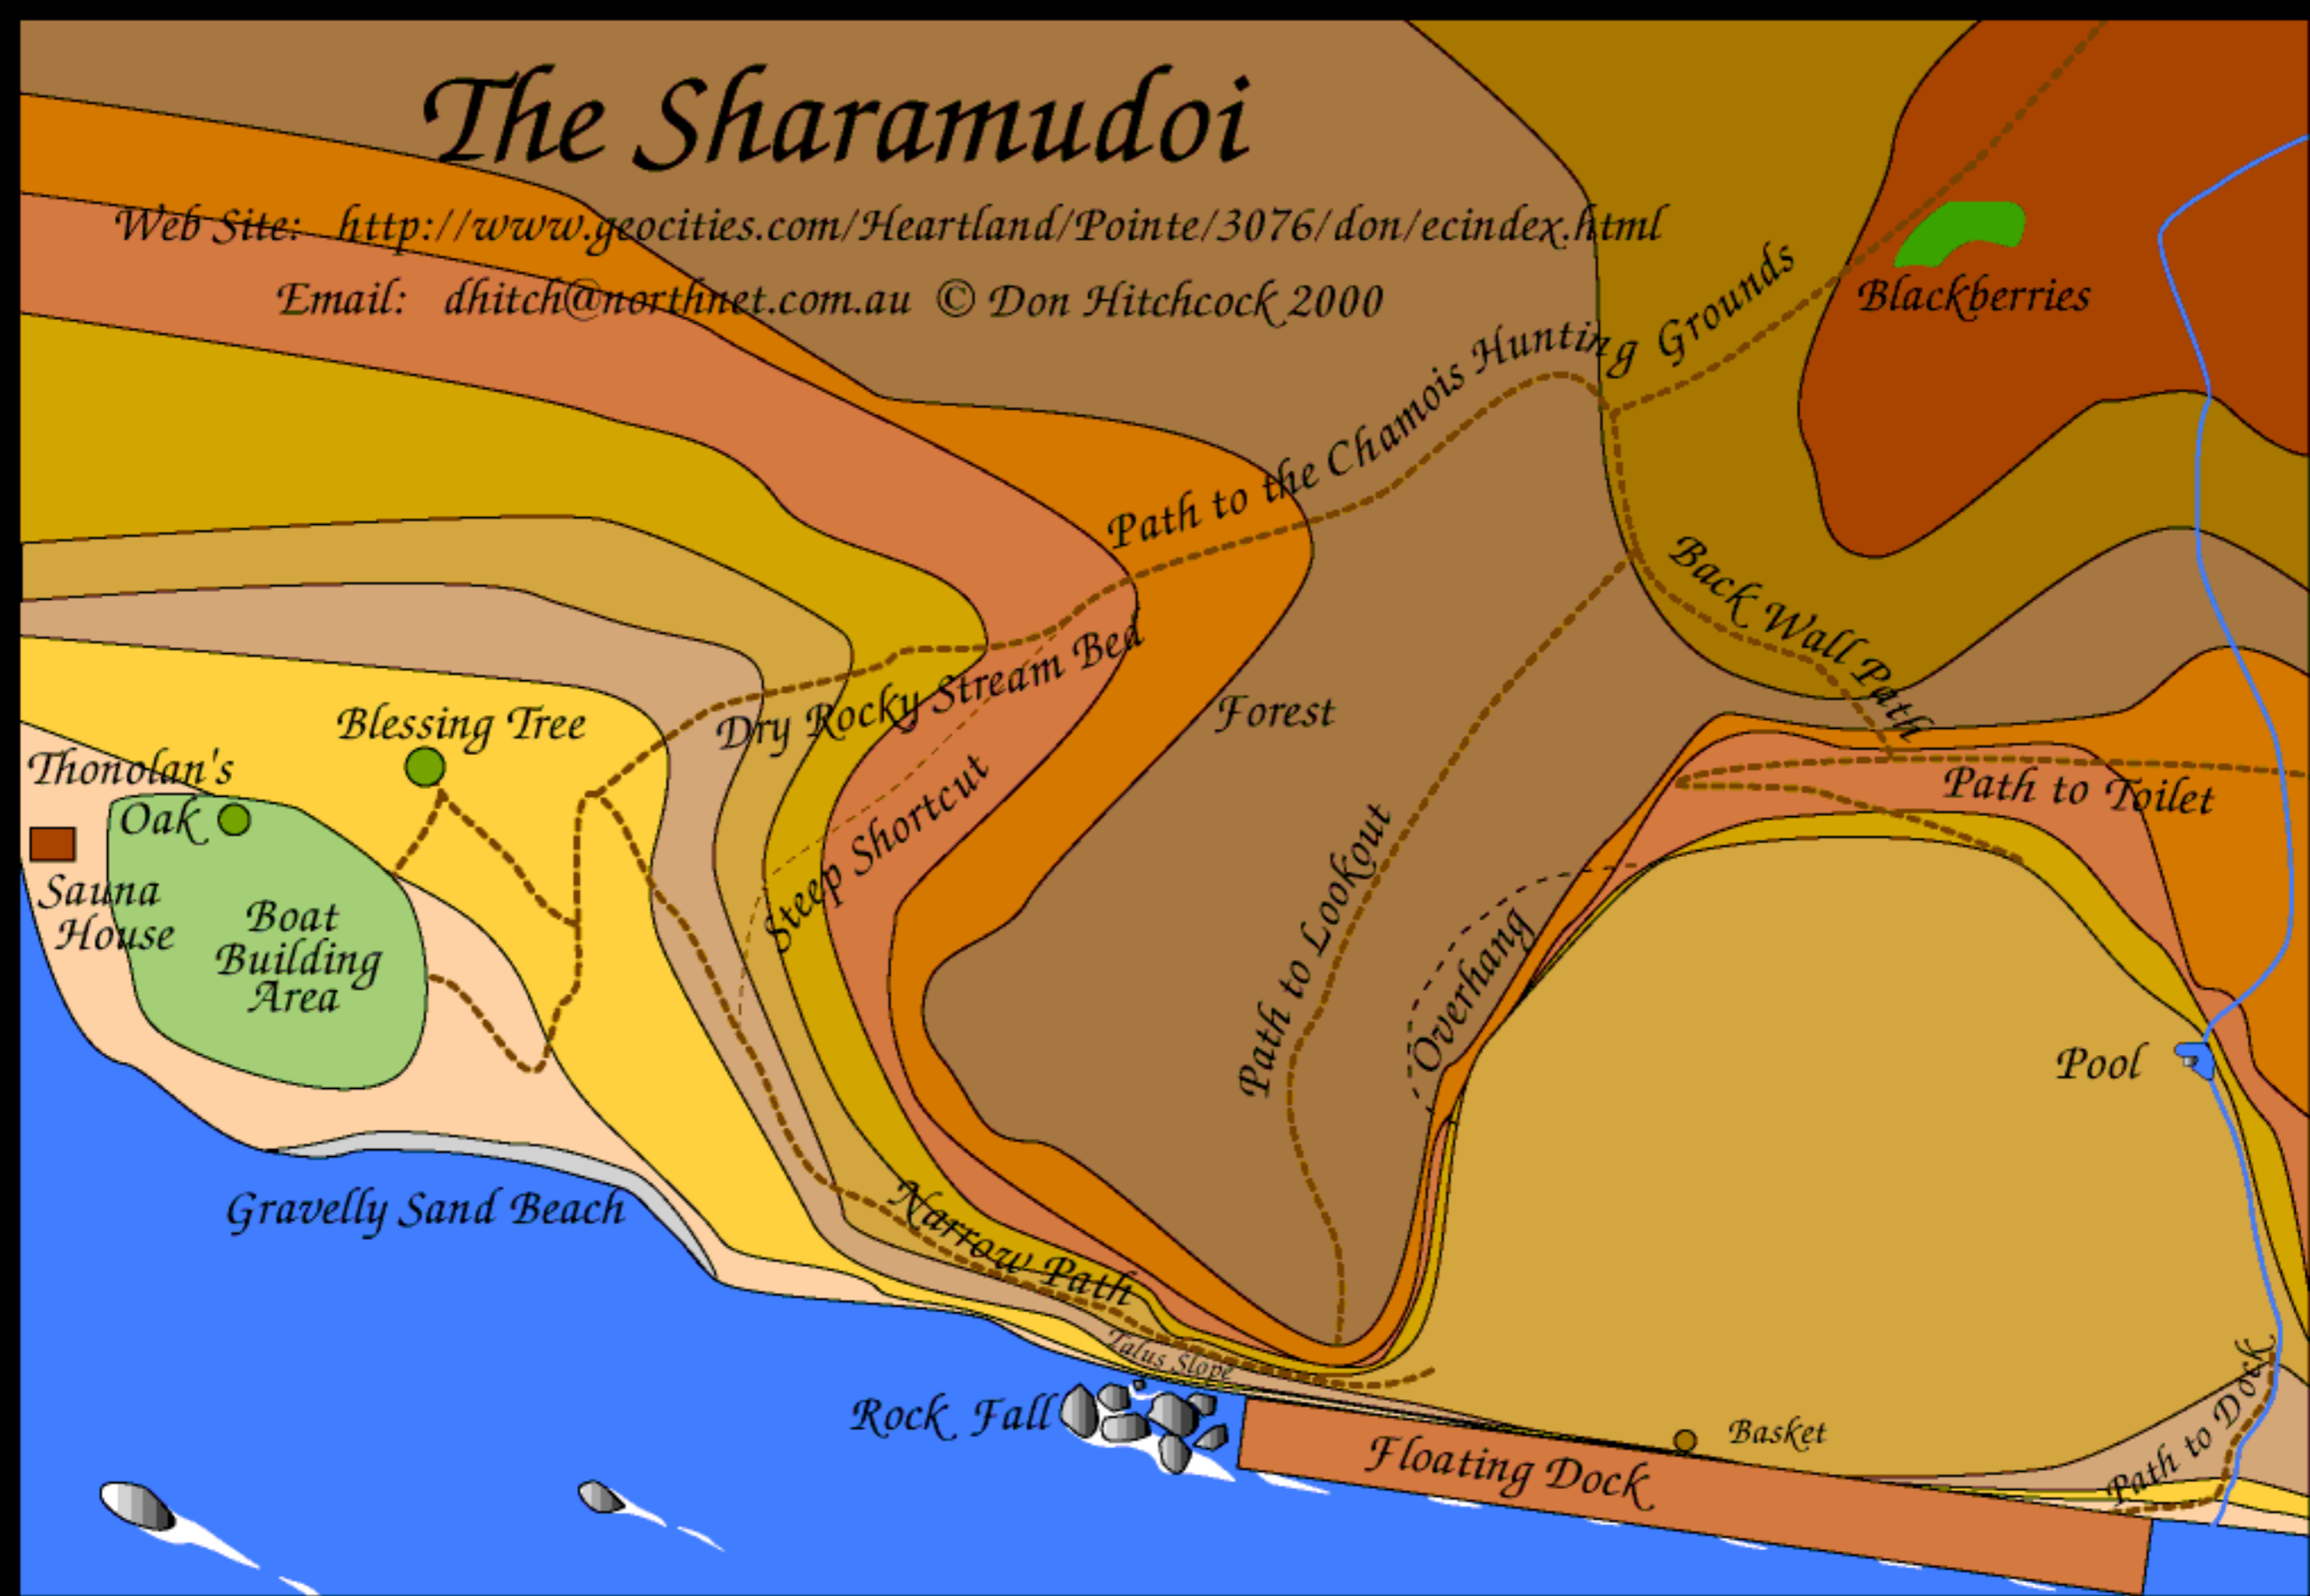 The Sharamudoi
Web Site: http://www.geocities.com/Heartland/Pointe/3076/don/ecindex.html
Email: dhitch@northnet.com.au © Don Hitchcock 2000
Blackberries
Path to the Chamois Hunting Grounds
Back Wall Path
Dry Rocky Stream Bed
Forest
Blessing Tree
Thonolan's
Oak
Path to Toilet
Steep Shortcut
Path to Lookout
Overhang
Sauna
House
Boat
Building
Area
Pool
Gravelly Sand Beach
Narrow Path
Talus Slope
Rock Fall
Floating Dock
Basket
Path to Dock